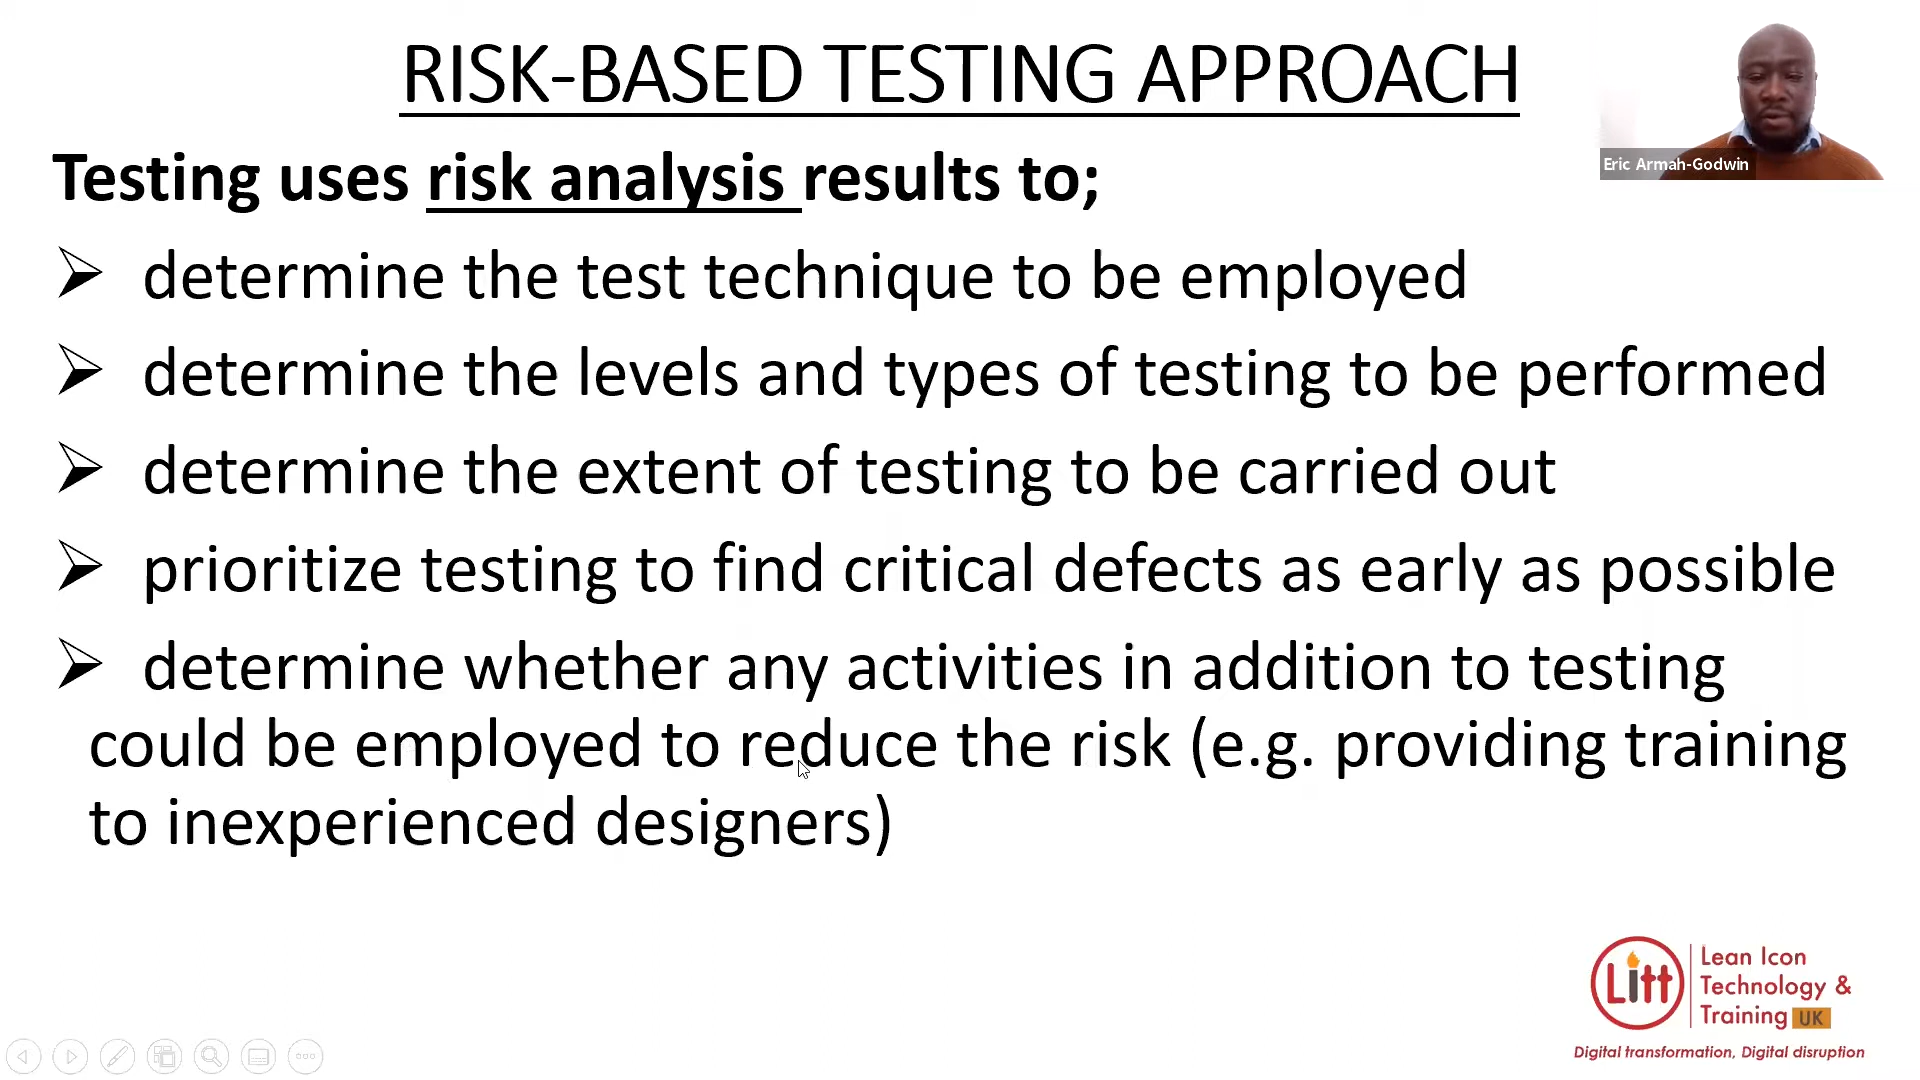 RISK-BASED TESTING APPROACH
Eric Armah-Godwin
Testing uses risk analysis results to;
determine the test technique to be employed
determine the levels and types of testing to be performed
determine the extent of testing to be carried out
prioritize testing to find critical defects as early as possible
determine whether any activities in addition to testing
could be employed to reduce the risk (e.g. providing training
to inexperienced designers)
Litt
Lean Icon
Technology &
Training UK
Digital transformation, Digital disruption